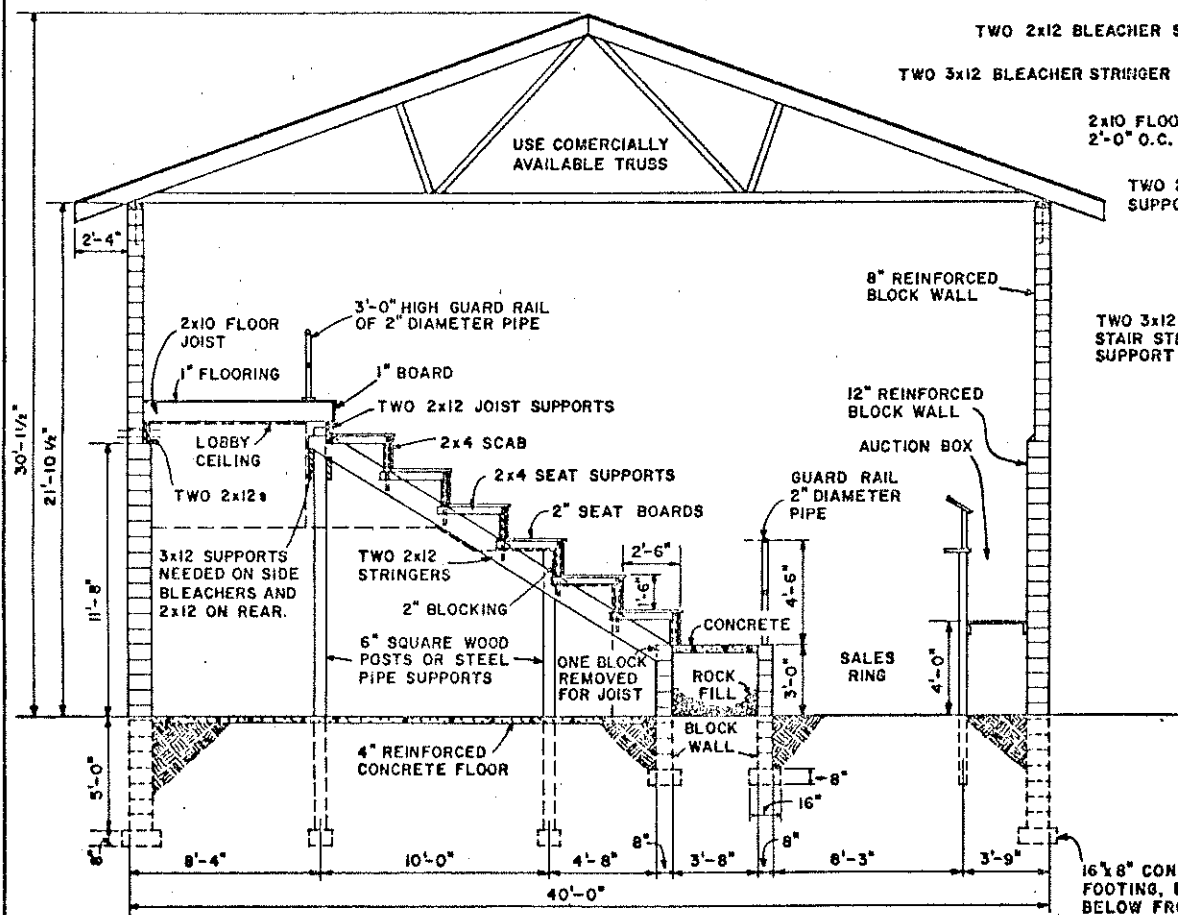 TWO 2x12 BLEACHER S
TWO 3x12 BLEACHER STRINGER
2x10 FLOO
2'-0" O.C.
TWO
SUPPO
USE COMERCIALLY
AVAILABLE TRUSS
2'-4"
8" REINFORCED
BLOCK WALL
3'-0" HIGH GUARD RAIL
OF 2" DIAMETER PIPE
2x10 FLOOR
JOIST
1" FLOORING
1" BOARD
TWO 3x12
STAIR STE
SUPPORT
TWO 2x12 JOIST SUPPORTS
12" REINFORCED
BLOCK WALL
30'-1 1/2"
21'-10 1/2"
LOBBY
CEILING
2x4 SCAB
AUCTION BOX
TWO 2x12s
2x4 SEAT SUPPORTS
GUARD RAIL
2" DIAMETER
PIPE
2" SEAT BOARDS
3x12 SUPPORTS
NEEDED ON SIDE
BLEACHERS AND
2x12 ON REAR.
TWO 2x12
STRINGERS
2'-6"
1'-6"
4'-6"
11'-8"
2" BLOCKING
CONCRETE
6" SQUARE WOOD
POSTS OR STEEL
PIPE SUPPORTS
ONE BLOCK
REMOVED
FOR JOIST
ROCK
FILL
3'-0"
SALES
RING
4'-0"
4" REINFORCED
CONCRETE FLOOR
BLOCK
WALL
5'-0"
8"
16"
8"
8'-4"
10'-0"
4'-8"
8"
3'-8"
8"
8'-3"
3'-9"
40'-0"
16"x8" CON
FOOTING,
BELOW FRO